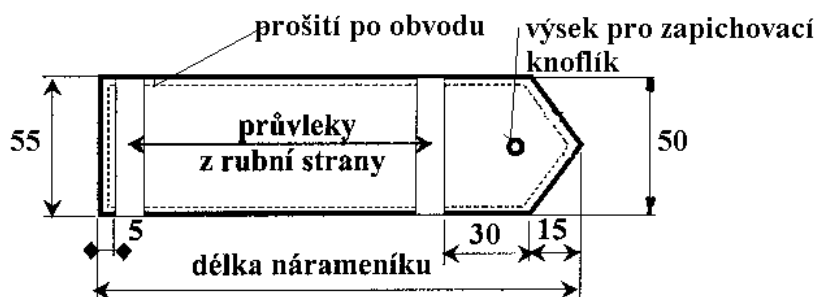 prošití po obvodu
výsek pro zapichovací
knoflík
55
průvleky
z rubní strany
50
5
30
15
délka nárameníku